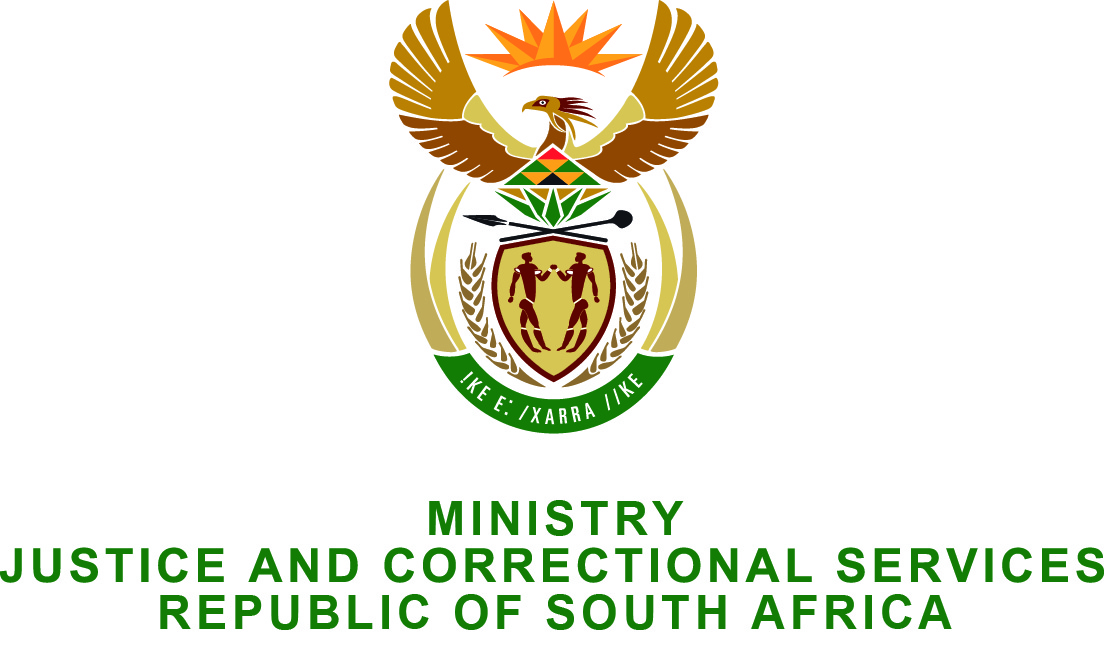 !KE E: /XARRA //KE
MINISTRY
JUSTICE AND CORRECTIONAL SERVICES
REPUBLIC OF SOUTH AFRICA